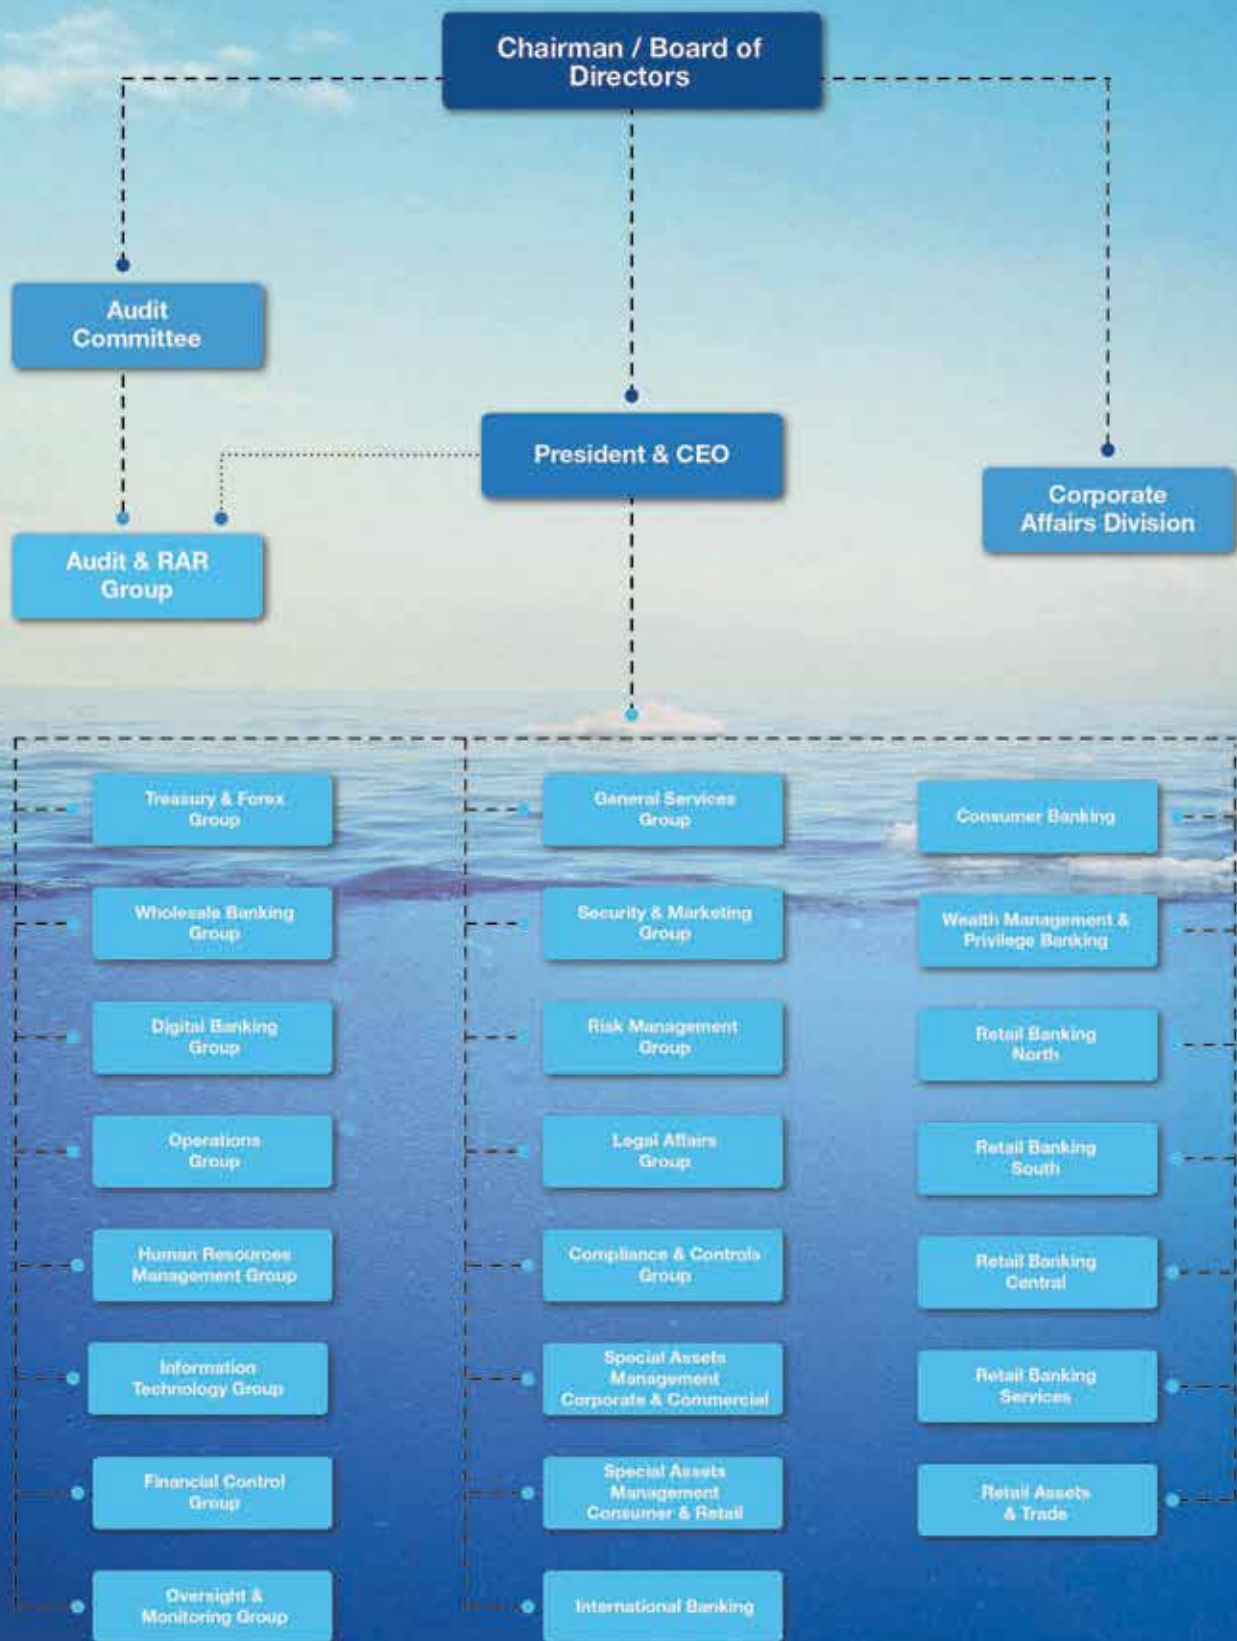 Chairman / Board of
Directors
Audit
Committee
President & CEO
Corporate
Affairs Division
Audit & RAR
Group
Treasury & Forex
Group
General Services
Group
Consumer Banking
Wholesale Banking
Group
Security & Marketing
Group
Wealth Management &
Privilege Banking
Digital Banking
Group
Risk Management
Group
Retail Banking
North
Operations
Group
Legal Affairs
Group
Retail Banking
South
Human Resources
Management Group
Compliance & Controls
Group
Retail Banking
Central
Information
Technology Group
Special Assets
Management
Corporate & Commercial
Retail Banking
Services
Financial Control
Group
Special Assets
Management
Consumer & Retail
Retail Assets
& Trade
Oversight &
Monitoring Group
International Banking